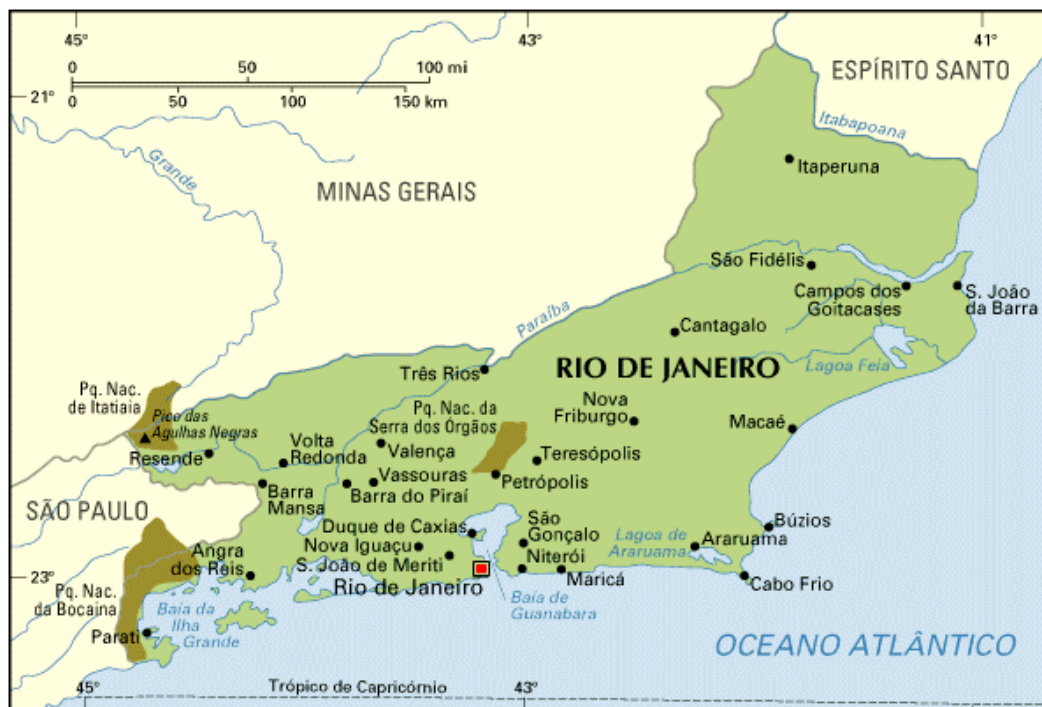 45°
43°
41°
0 50 100 mi
0 50 100 150 km
21°
ESPÍRITO SANTO
Itabapoana
Grande
Itaperuna
MINAS GERAIS
São Fidélis
Campos dos
Goitacases
S. João
da Barra
Paraíba
Cantagalo
Lagoa Feia
RIO DE JANEIRO
Três Rios
Pq. Nac.
de Itatiaia
Pico das
Agulhas Negras
Pq. Nac. da
Serra dos Órgãos
Nova
Friburgo
Macaé
Resende
Volta
Redonda
Valença
Teresópolis
Vassouras
Petrópolis
Barra
Mansa
Barra do Piraí
SÃO PAULO
Duque de Caxias
São
Gonçalo
Lagoa de
Araruama
Araruama
Búzios
Nova Iguaçu
Niterói
Angra
dos Reis
S. João de Meriti
23°
Rio de Janeiro
Maricá
Cabo Frio
Pq. Nac.
da Bocaina
Baía da
Ilha
Grande
Baía de
Guanabara
Parati
OCEANO ATLÂNTICO
Trópico de Capricórnio
45°
43°